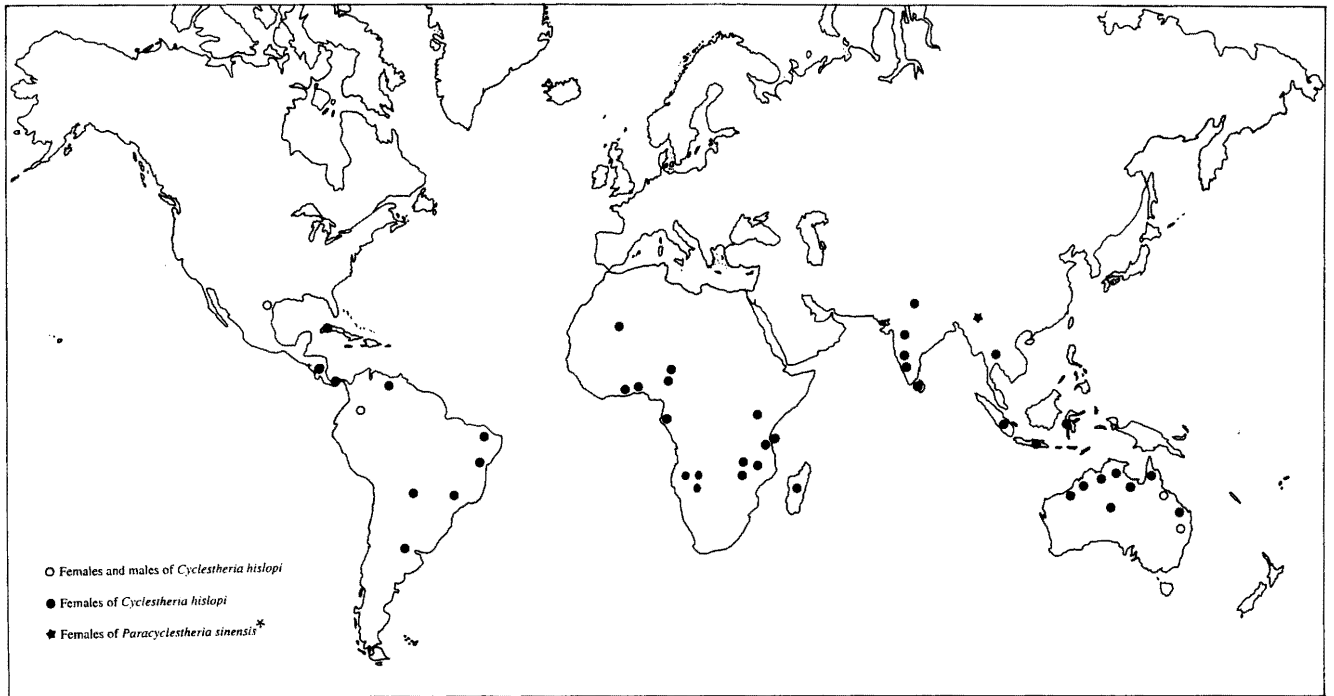 Females and males of Cyclestheria hislopi
Females of Cyclestheria hislopi
Females of Paracyclestheria sinensis*